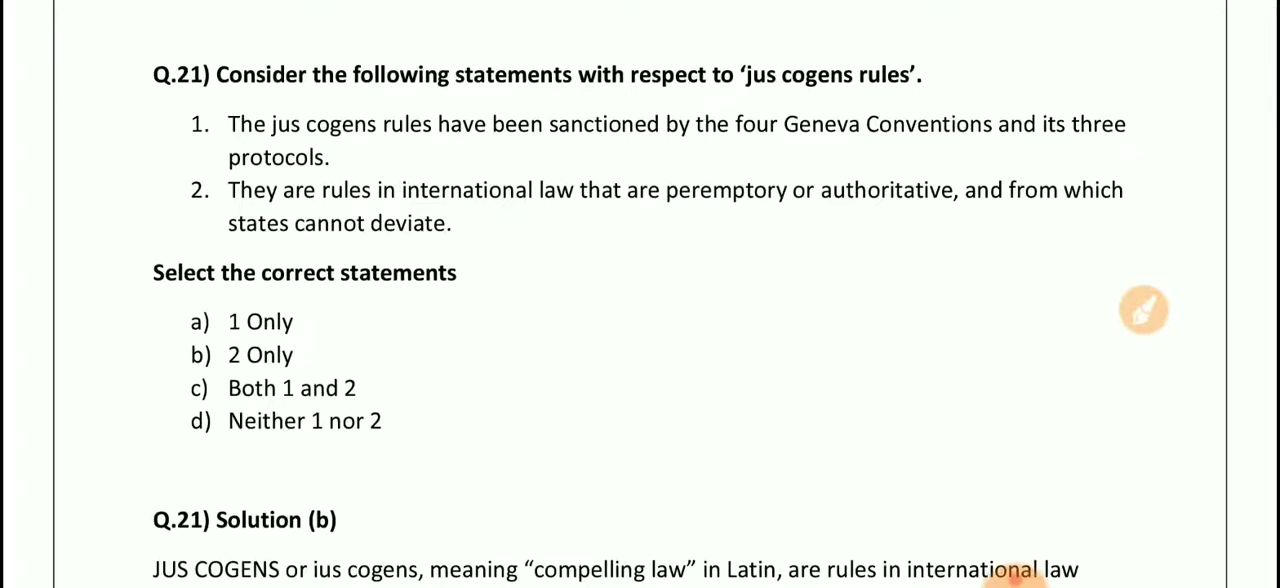 Q.21) Consider the following statements with respect to ‘jus cogens rules’.
1. The jus cogens rules have been sanctioned by the four Geneva Conventions and its three
protocols.
2. They are rules in international law that are peremptory or authoritative, and from which
states cannot deviate.
Select the correct statements
a) 1 Only
b) 2 Only
c) Both 1 and 2
d) Neither 1 nor 2
Q.21) Solution (b)
JUS COGENS or ius cogens, meaning “compelling law” in Latin, are rules in international law